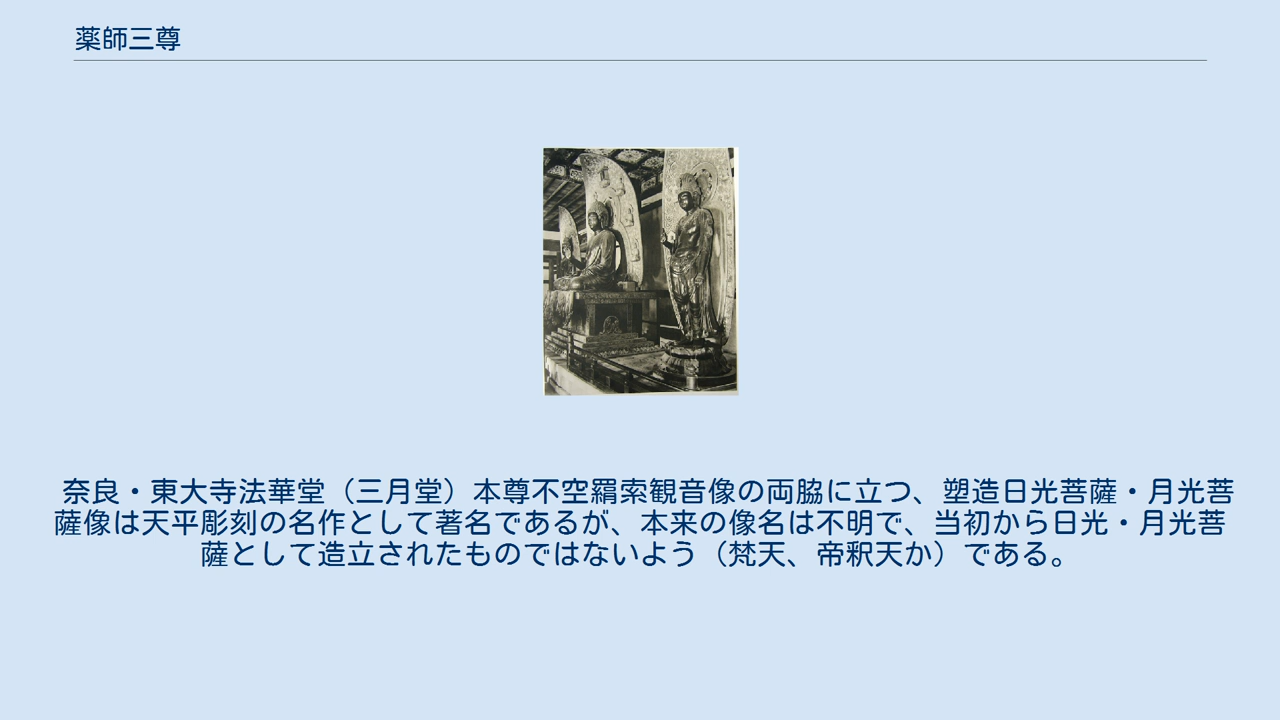 薬師三尊
奈良・東大寺法華堂（三月堂）本尊不空羂索観音像の両脇に立つ、塑造日光菩薩・月光菩
薩像は天平彫刻の名作として著名であるが、本来の像名は不明で、当初から日光・月光菩
薩として造立されたものではないよう（梵天、帝釈天か）である。